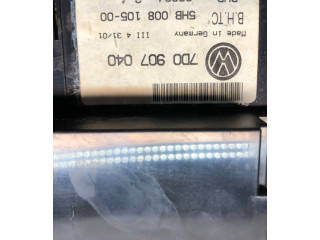 7D0 907 040
III 4 31/01 Made in Germany
B.H.TC 5HB 008 105-00